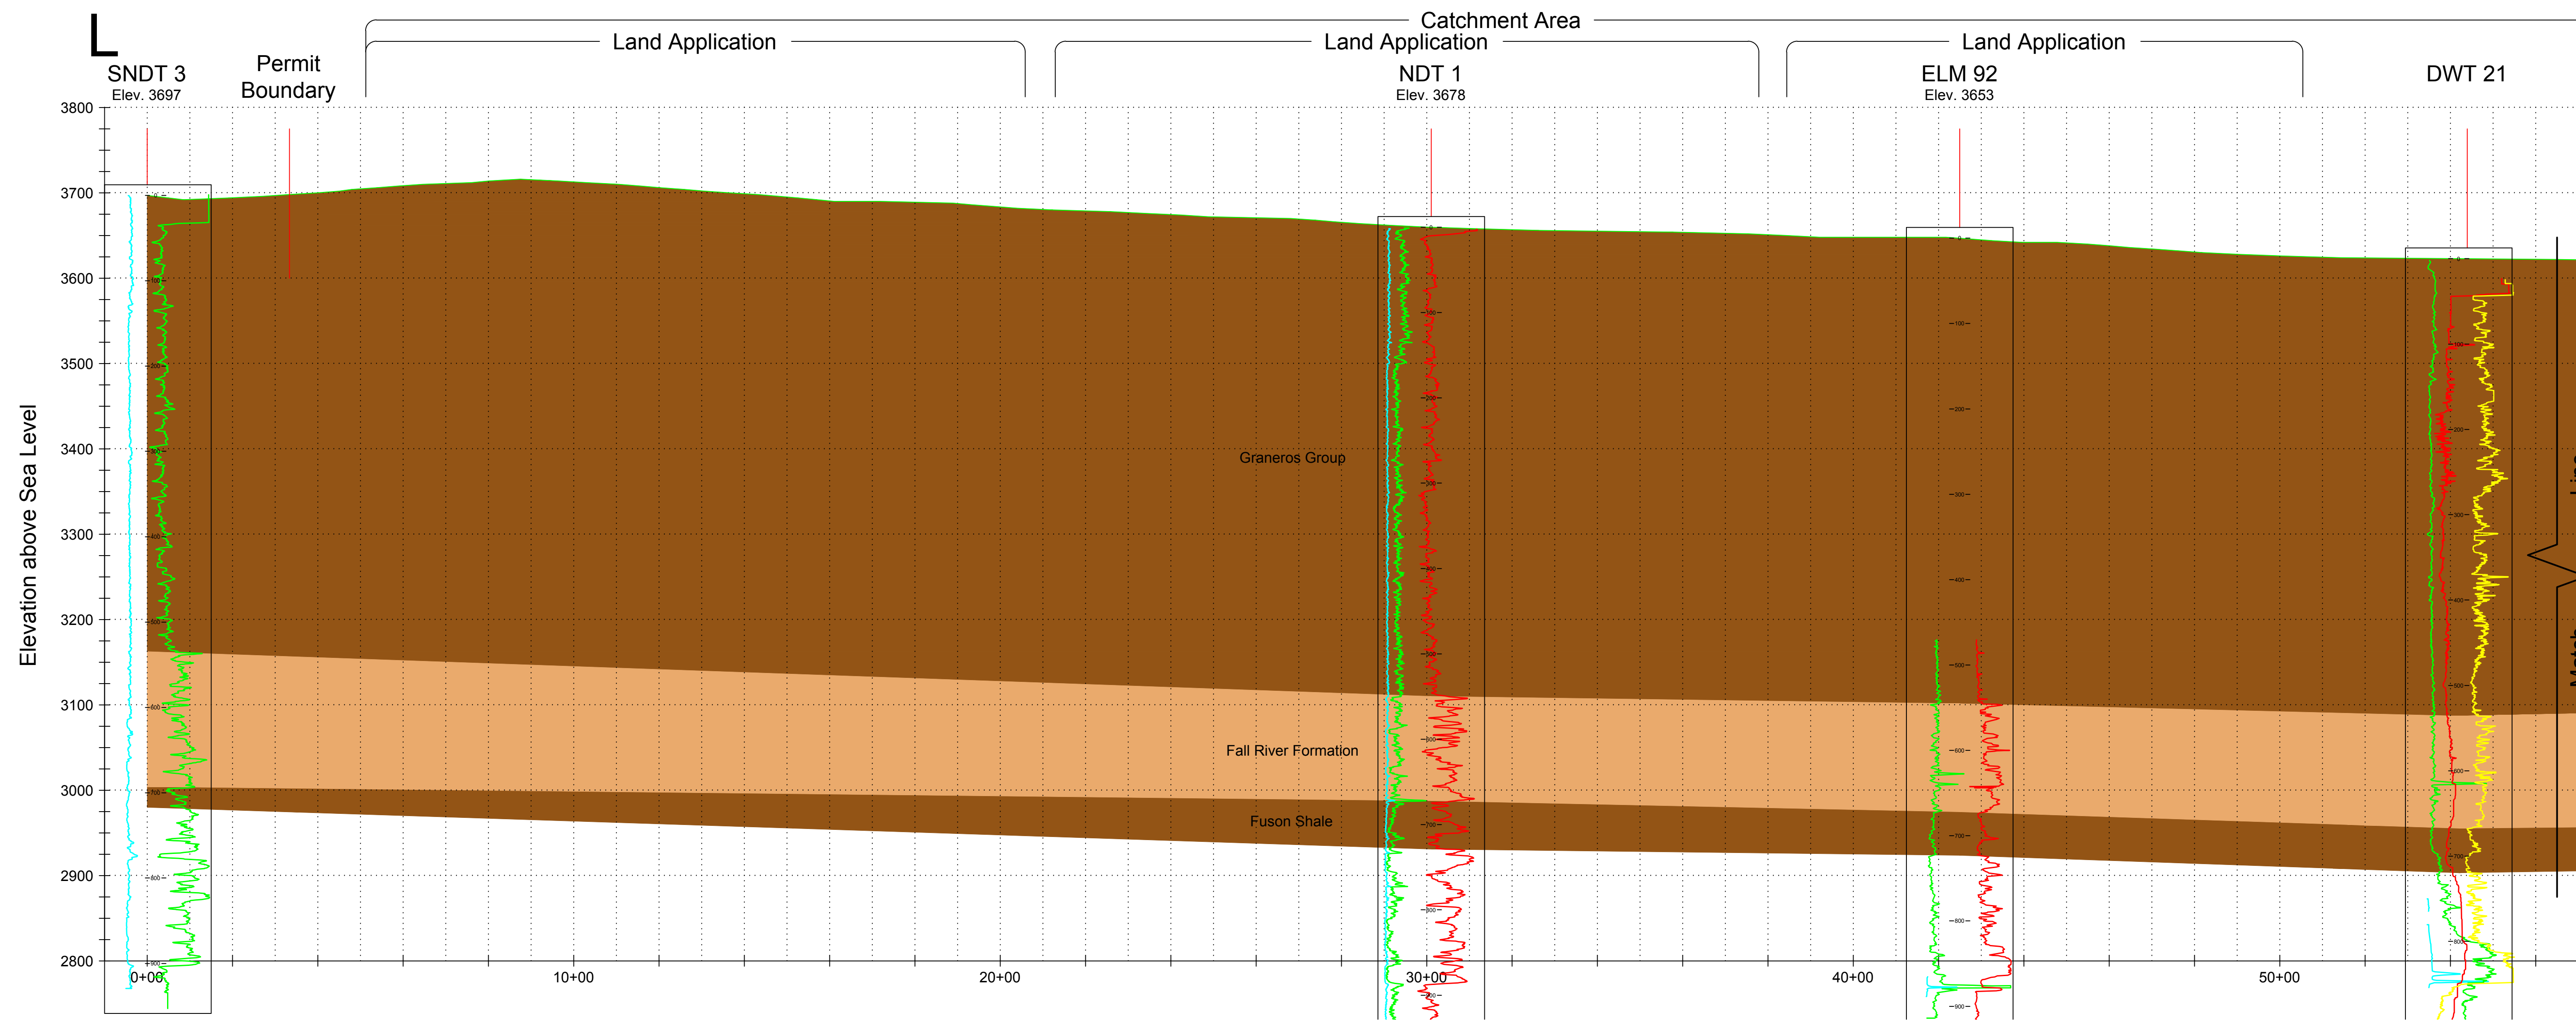 L
Catchment Area
Land Application
Land Application
Land Application
SNDT 3
Elev. 3697
Permit
Boundary
NDT 1
Elev. 3678
ELM 92
Elev. 3653
DWT 21
Elevation above Sea Level
3800
3700
3600
3500
3400
3300
3200
3100
3000
2900
2800
Graneros Group
Fall River Formation
Fuson Shale
0+00
10+00
20+00
30+00
40+00
50+00